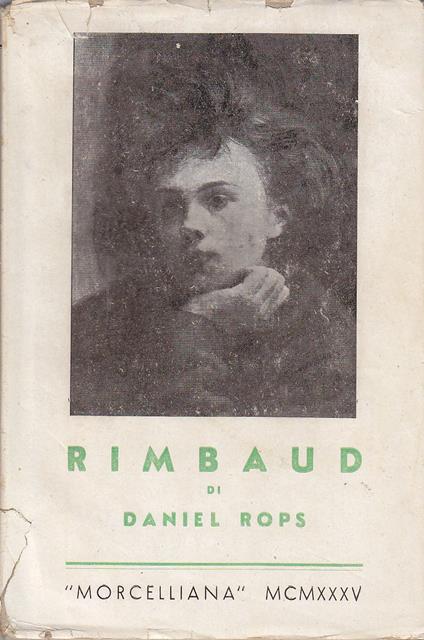 RIMBAUD
DI
DANIEL ROPS
"MORCELLIANA" MCMXXXV